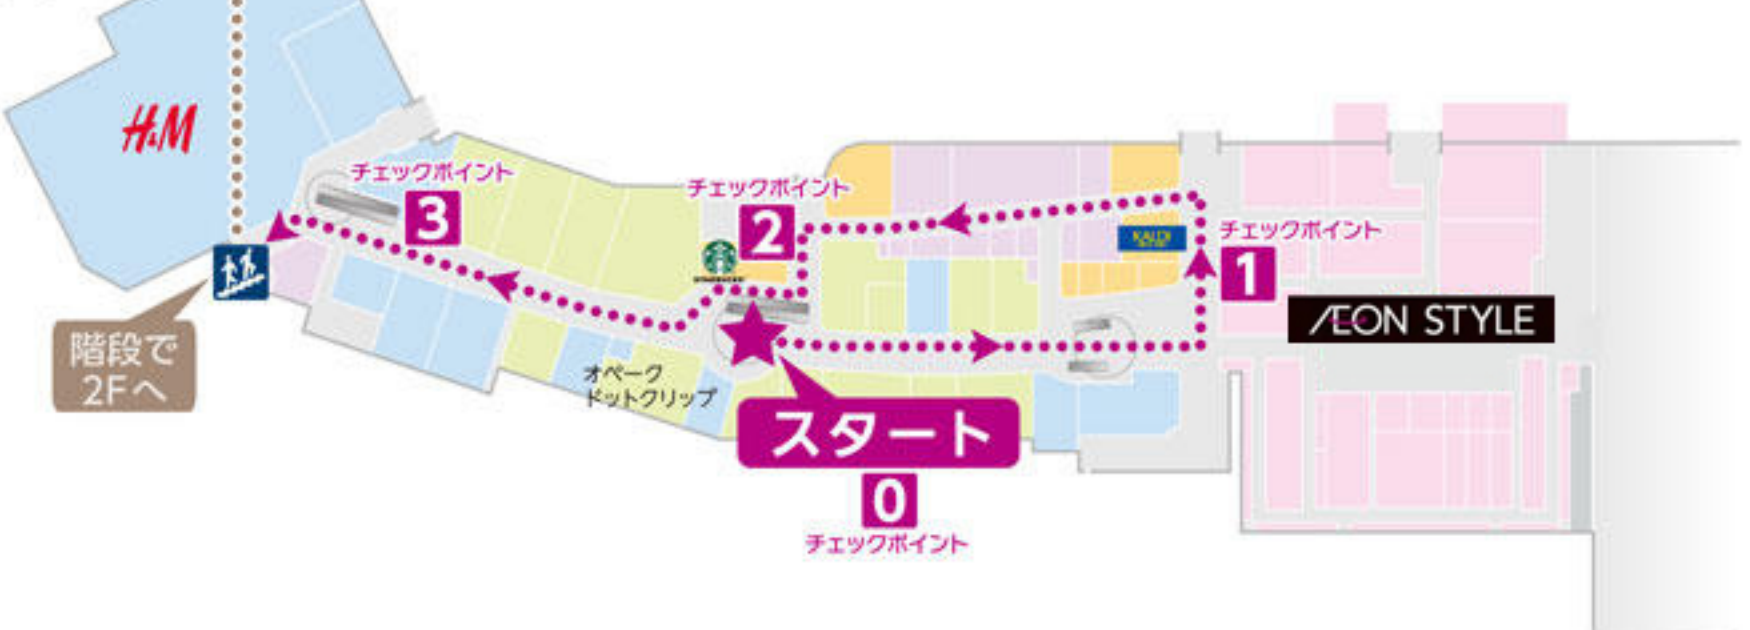 H&M
チェックポイント
3
チェックポイント
2
KALDI
チェックポイント
1
ÆON STYLE
階段で
2Fへ
オペーク
ドットクリップ
スタート
0
チェックポイント